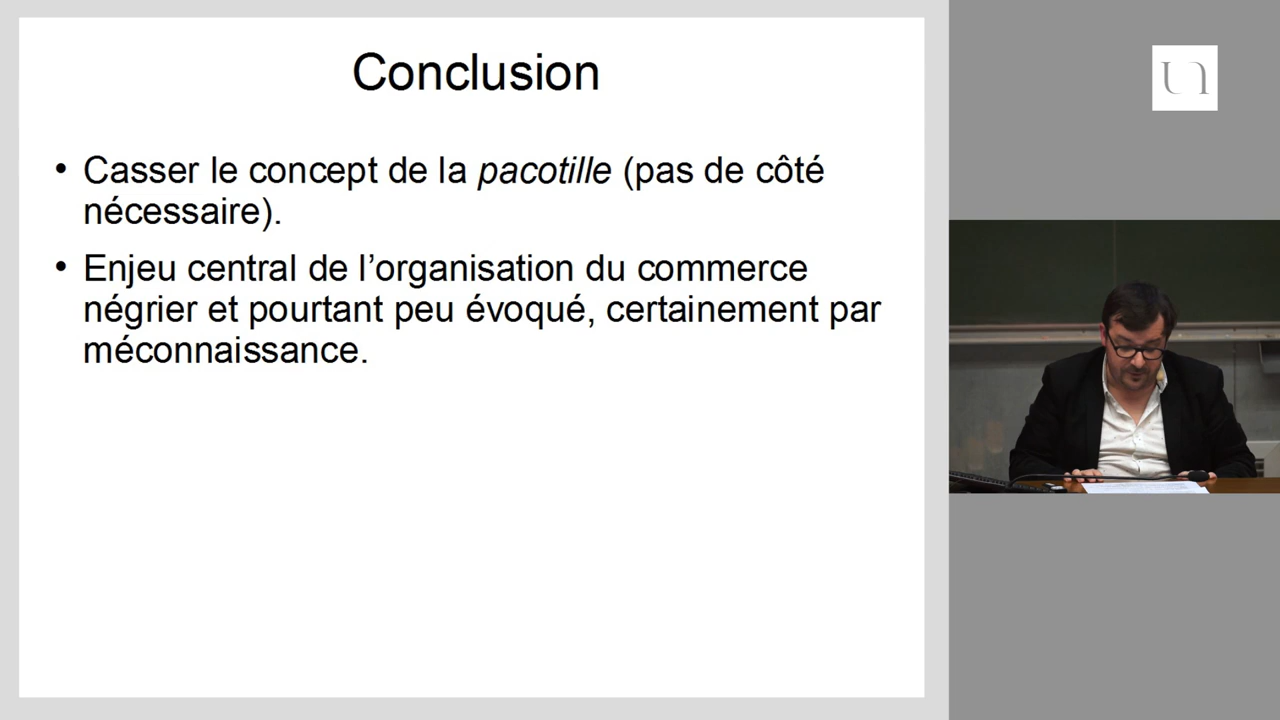 Conclusion
• Casser le concept de la pacotille (pas de côté
nécessaire).
• Enjeu central de l’organisation du commerce
négrier et pourtant peu évoqué, certainement par
méconnaissance.